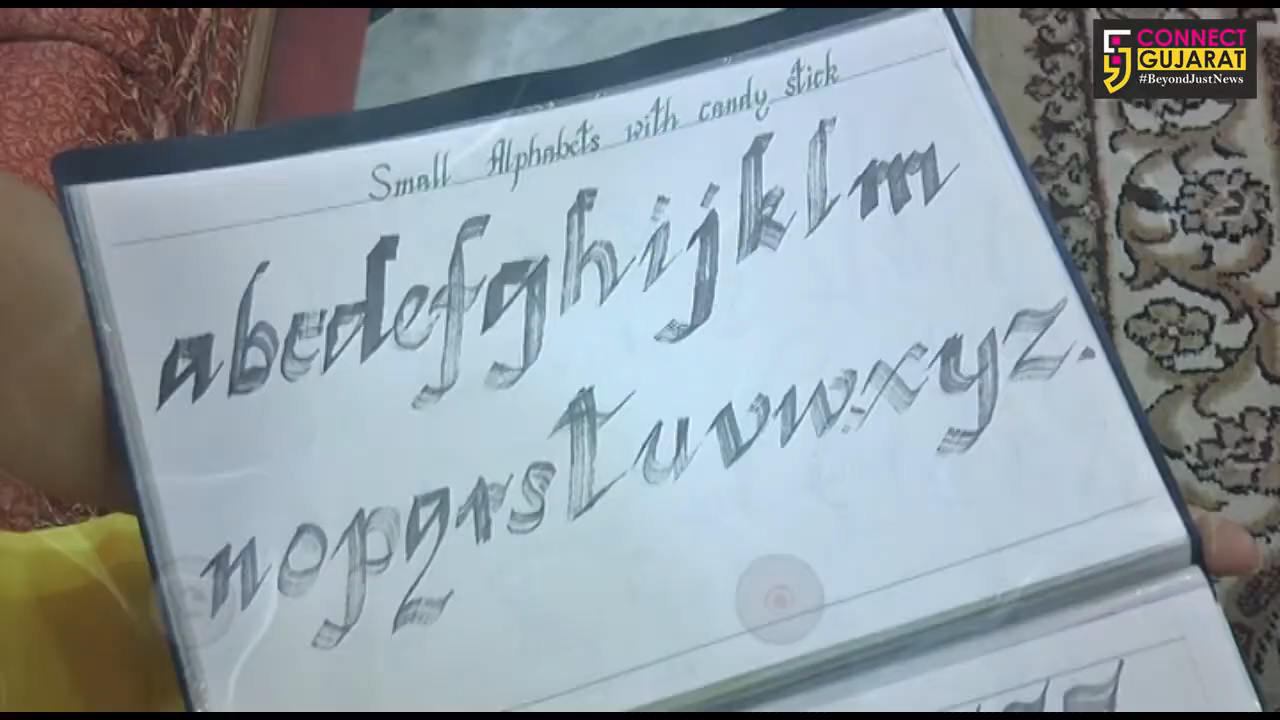 CONNECT
GUJARAT
#BeyondJustNews
Small Alphabets with candy stick
abcdefghijklm
nopqrstuvwxyz.